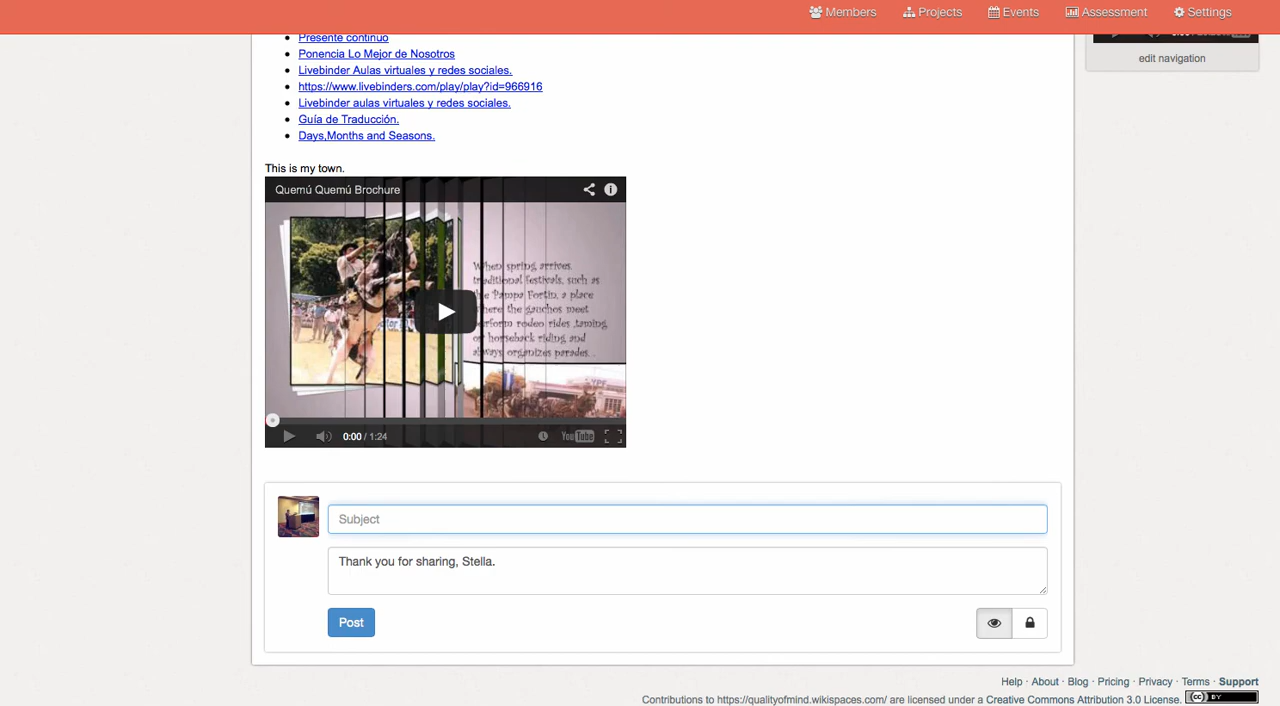 Members Projects Events Assessment Settings
Presente continuo
Ponencia Lo Mejor de Nosotros
Livebinder Aulas virtuales y redes sociales.
https://www.livebinders.com/play/play?id=966916
Livebinder aulas virtuales y redes sociales.
Guía de Traducción.
Days,Months and Seasons.
edit navigation
This is my town.
Quemú Quemú Brochure
When spring arrives,
traditional festivals, such as
the Pampa Fortin, a place
where the gauchos meet
perform rodeo rides ,taming,
or horseback riding and
always organizes parades.
YPF
0:00 / 1:24
YouTube
Subject
Thank you for sharing, Stella.
Post
Help · About · Blog · Pricing · Privacy · Terms · Support
Contributions to https://qualityofmind.wikispaces.com/ are licensed under a Creative Commons Attribution 3.0 License.
cc BY